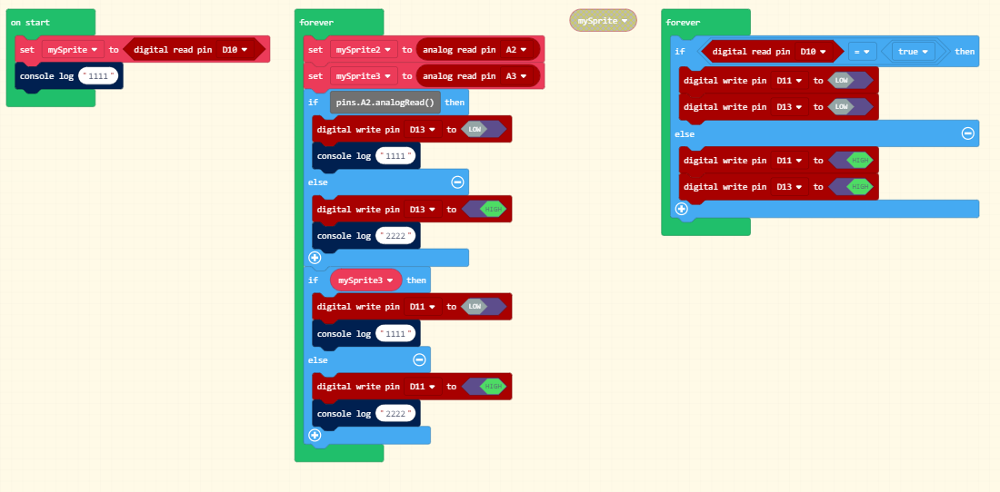 on start
set mySprite to digital read pin D10
console log "1111"
forever
set mySprite2 to analog read pin A2
set mySprite3 to analog read pin A3
if pins.A2.analogRead() then
digital write pin D13 to LOW
console log "1111"
else
digital write pin D13 to HIGH
console log "2222"
if mySprite3 then
digital write pin D11 to LOW
console log "1111"
else
digital write pin D11 to HIGH
console log "2222"
mySprite
forever
if digital read pin D10 = true then
digital write pin D11 to LOW
digital write pin D13 to LOW
else
digital write pin D11 to HIGH
digital write pin D13 to HIGH